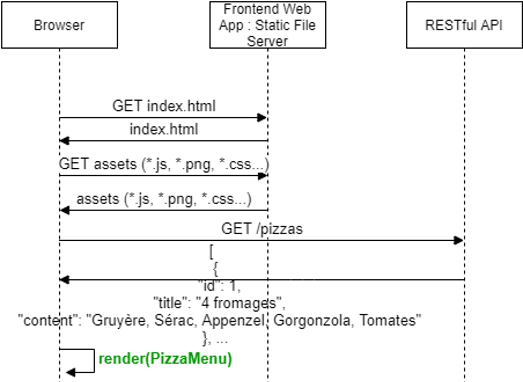 Browser
Frontend Web
App : Static File
Server
RESTful API
GET index.html
index.html
GET assets (*.js, *.png, *.css...)
assets (*.js, *.png, *.css...)
GET /pizzas
[
{
"id": 1,
"title": "4 fromages",
"content": "Gruyère, Sérac, Appenzel, Gorgonzola, Tomates"
}, ...
render(PizzaMenu)